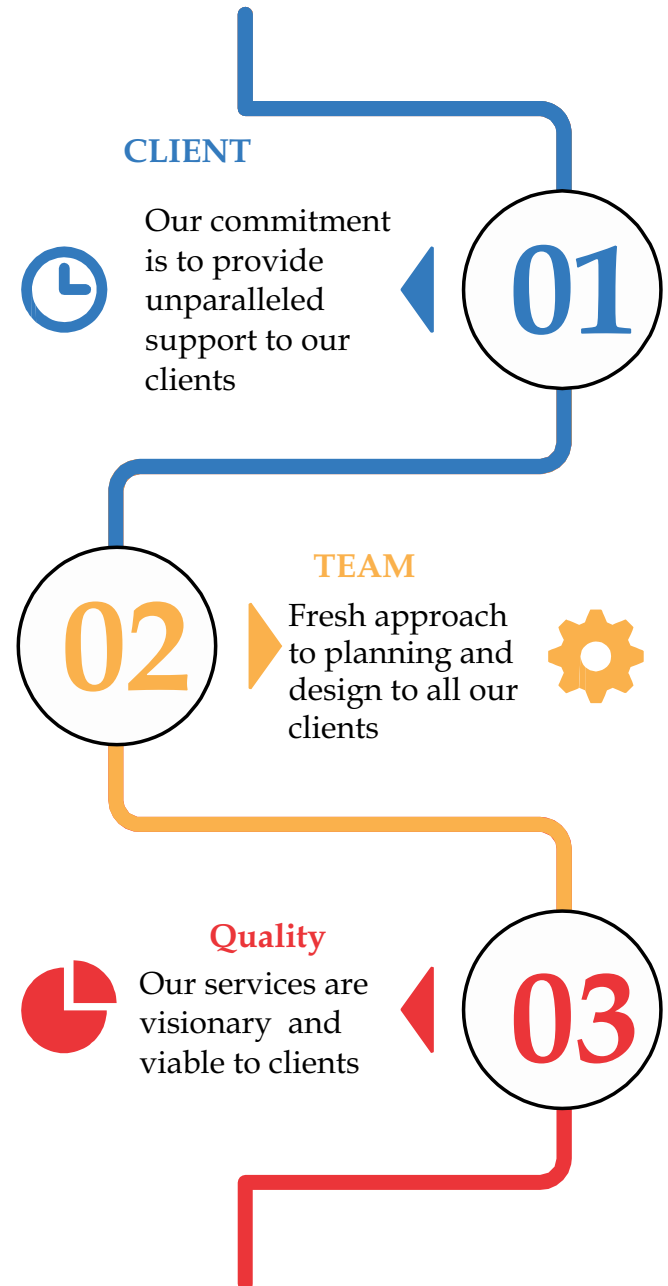 CLIENT
Our commitment
is to provide
unparalleled
support to our
clients
01
02
TEAM
Fresh approach
to planning and
design to all our
clients
Quality
Our services are
visionary  and
viable to clients
03